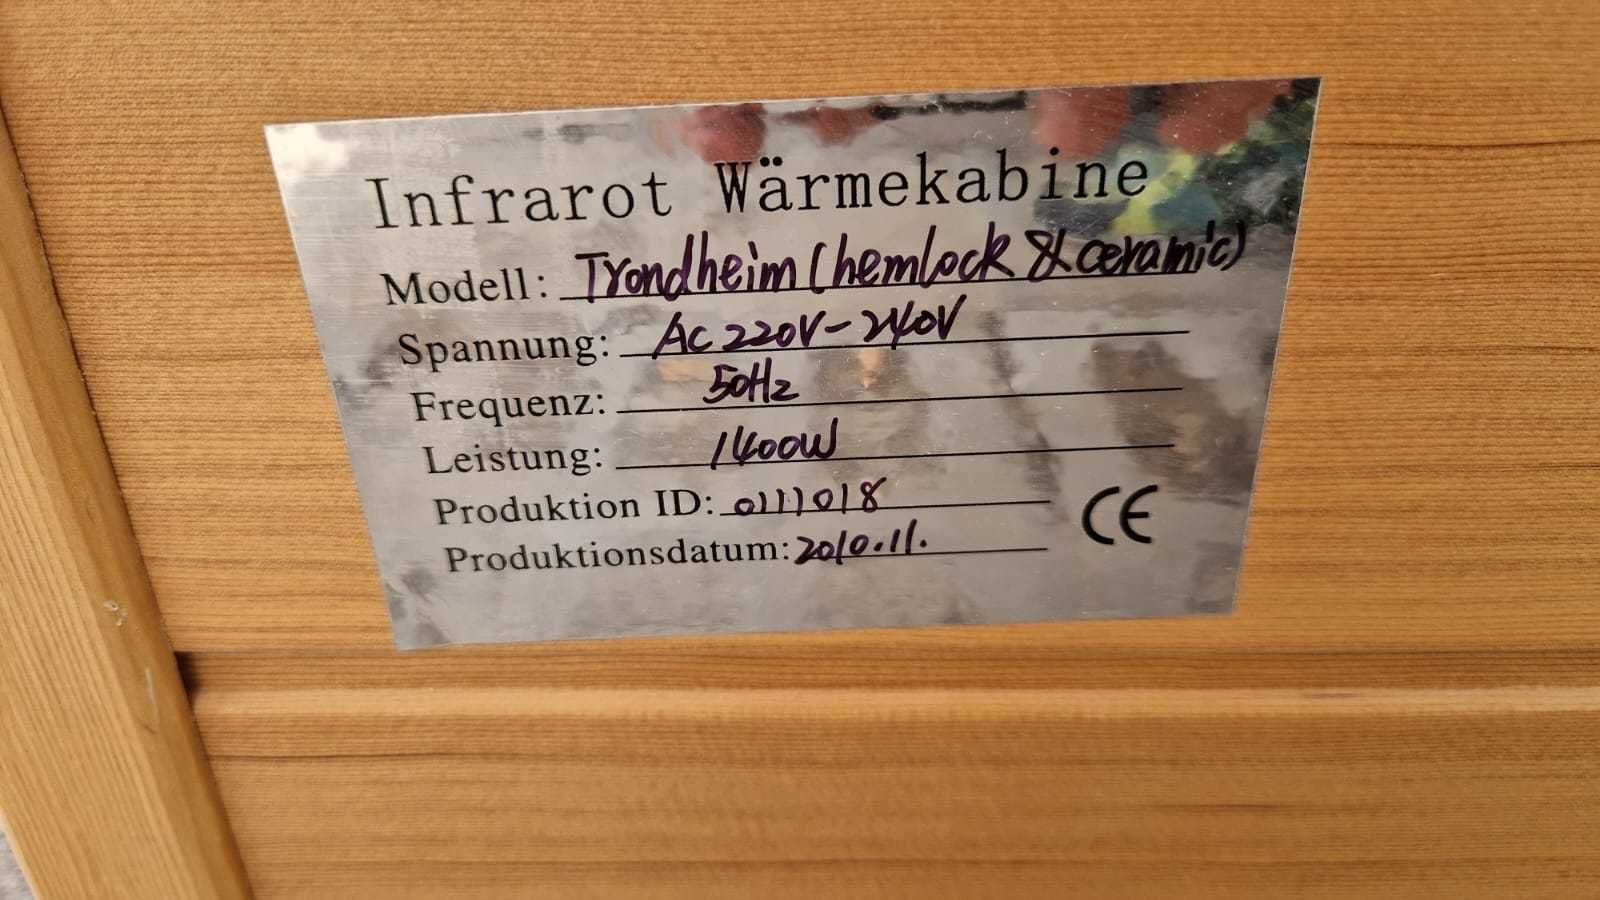 Infrarot Wärmekabine
Modell: Trondheim (hemlock & ceramic)
Spannung: AC 220V-240V
Frequenz: 50Hz
Leistung: 1400W
Produktion ID: 0111018
Produktionsdatum: 2010.11.
CE